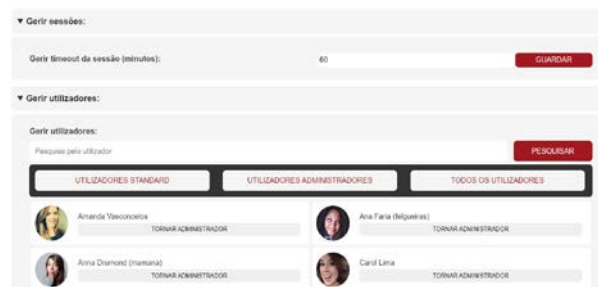 ▼ Gerir sessões:
Gerir timeout da sessão (minutos): 60 GUARDAR
▼ Gerir utilizadores:
Gerir utilizadores:
Pesquise pelo utilizador PESQUISAR
UTILIZADORES STANDARD UTILIZADORES ADMINISTRADORES TODOS OS UTILIZADORES
Amanda Vasconcelos Ana Faria (felgueiras)
TORNAR ADMINISTRADOR TORNAR ADMINISTRADOR
Anna Drumond (mamuna) Carol Lima
TORNAR ADMINISTRADOR TORNAR ADMINISTRADOR